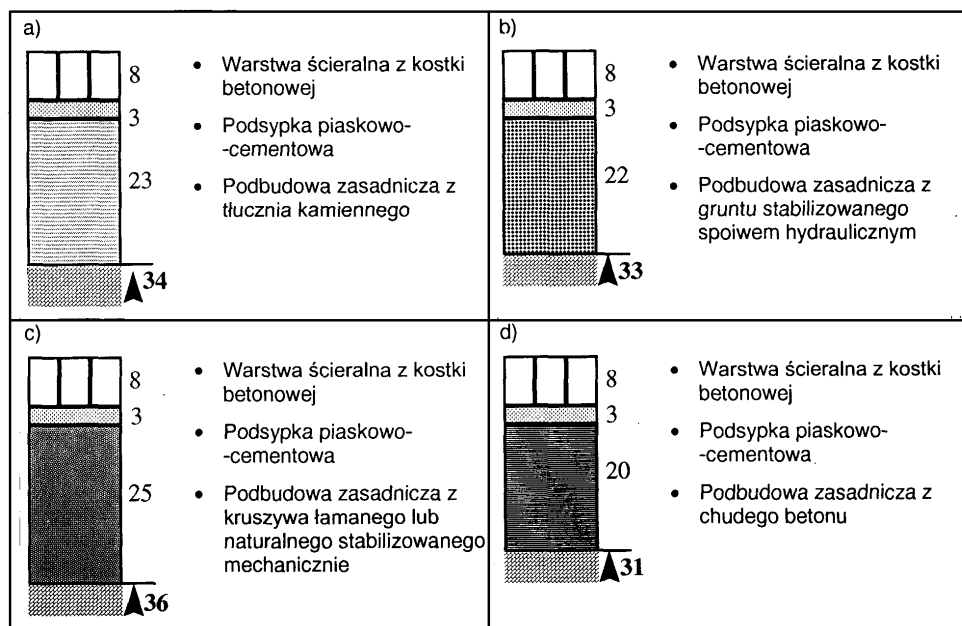 a)
8
3
23
34
• Warstwa ścieralna z kostki
betonowej
• Podsypka piaskowo-
-cementowa
• Podbudowa zasadnicza z
tłucznia kamiennego
b)
8
3
22
33
• Warstwa ścieralna z kostki
betonowej
• Podsypka piaskowo-
-cementowa
• Podbudowa zasadnicza z
gruntu stabilizowanego
spoiwem hydraulicznym
c)
8
3
25
36
• Warstwa ścieralna z kostki
betonowej
• Podsypka piaskowo-
-cementowa
• Podbudowa zasadnicza z
kruszywa łamanego lub
naturalnego stabilizowanego
mechanicznie
d)
8
3
20
31
• Warstwa ścieralna z kostki
betonowej
• Podsypka piaskowo-
-cementowa
• Podbudowa zasadnicza z
chudego betonu